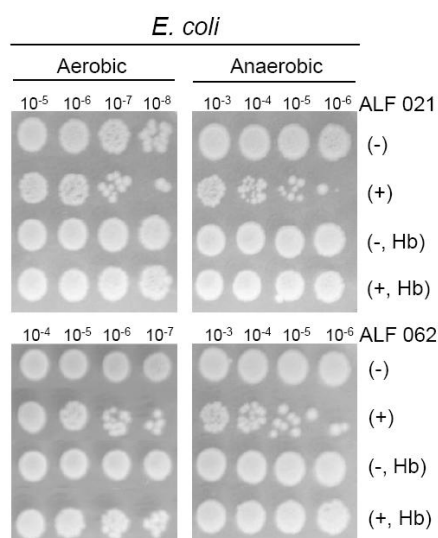 E. coli
Aerobic Anaerobic
10-5 10-6 10-7 10-8 10-3 10-4 10-5 10-6 ALF 021
(-)
(+)
(-, Hb)
(+, Hb)
10-4 10-5 10-6 10-7 10-3 10-4 10-5 10-6 ALF 062
(-)
(+)
(-, Hb)
(+, Hb)